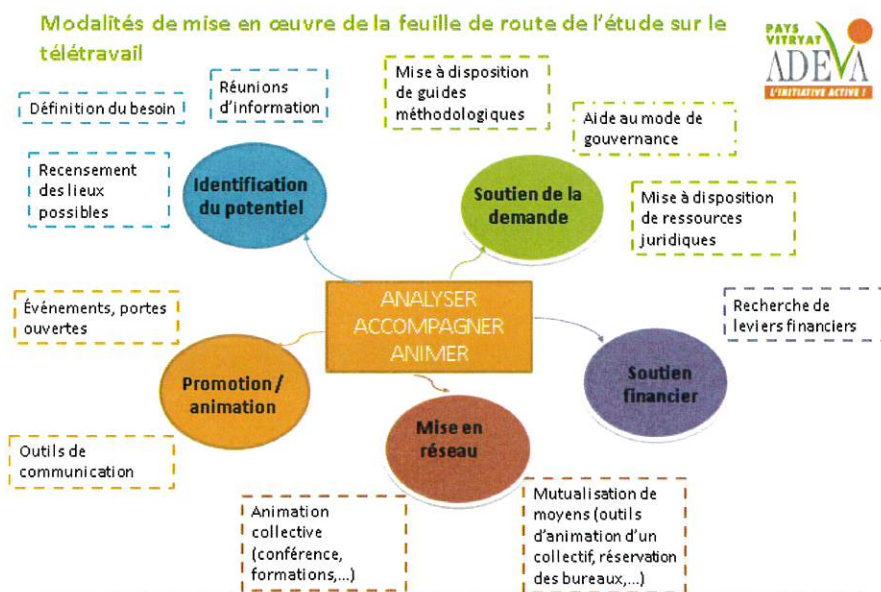 Modalités de mise en œuvre de la feuille de route de l'étude sur le
télétravail
PAYS
VITRYAT
ADEVA
L'INITIATIVE ACTIVE !
Définition du besoin
Réunions
d'information
Recensement
des lieux
possibles
Identification
du potentiel
Mise à disposition
de guides
méthodologiques
Aide au mode de
gouvernance
Mise à disposition
de ressources
juridiques
Soutien de la
demande
ANALYSER
ACCOMPAGNER
ANIMER
Événements, portes
ouvertes
Promotion /
animation
Outils de
communication
Recherche de
leviers financiers
Soutien
financier
Mise en
réseau
Animation
collective
(conférence,
formations,...)
Mutualisation de
moyens (outils
d'animation d'un
collectif, réservation
des bureaux,...)